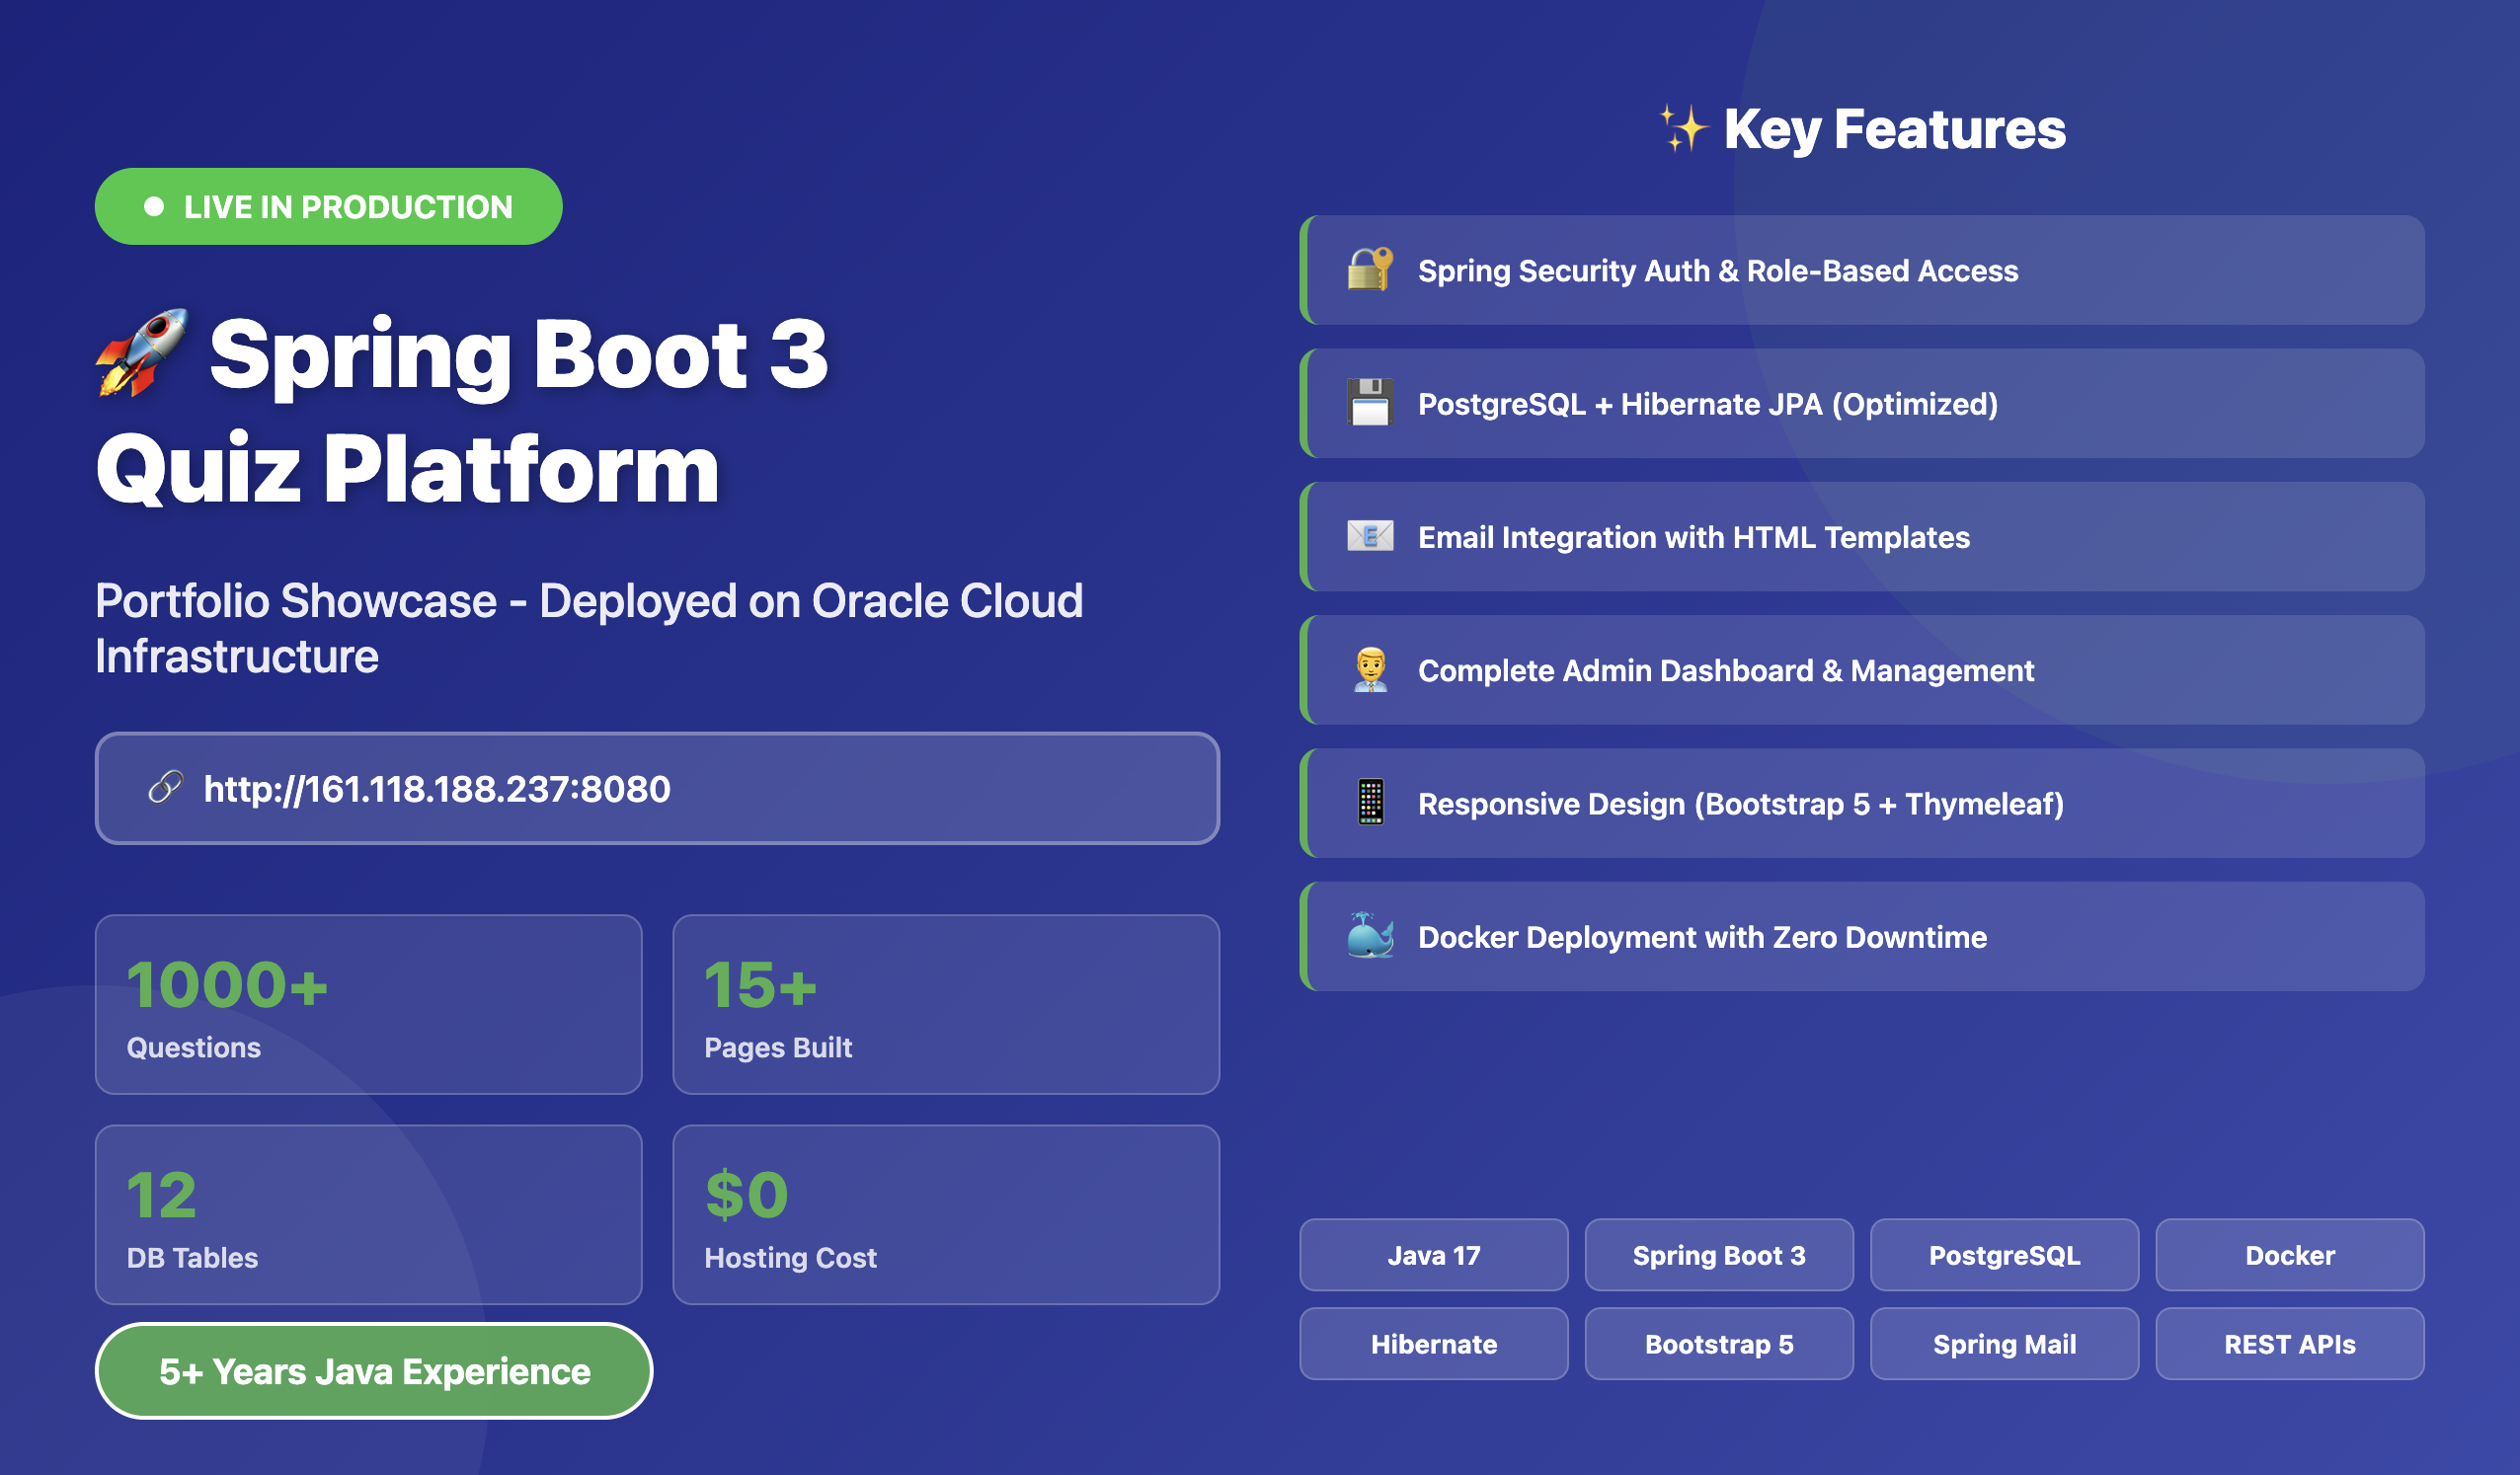 LIVE IN PRODUCTION
🚀 Spring Boot 3
Quiz Platform
Portfolio Showcase - Deployed on Oracle Cloud
Infrastructure
🔗 http://161.118.188.237:8080
1000+
Questions
15+
Pages Built
12
DB Tables
$0
Hosting Cost
5+ Years Java Experience
✨ Key Features
🔐 Spring Security Auth & Role-Based Access
💾 PostgreSQL + Hibernate JPA (Optimized)
📧 Email Integration with HTML Templates
👨‍💼 Complete Admin Dashboard & Management
📱 Responsive Design (Bootstrap 5 + Thymeleaf)
🐳 Docker Deployment with Zero Downtime
Java 17
Spring Boot 3
PostgreSQL
Docker
Hibernate
Bootstrap 5
Spring Mail
REST APIs